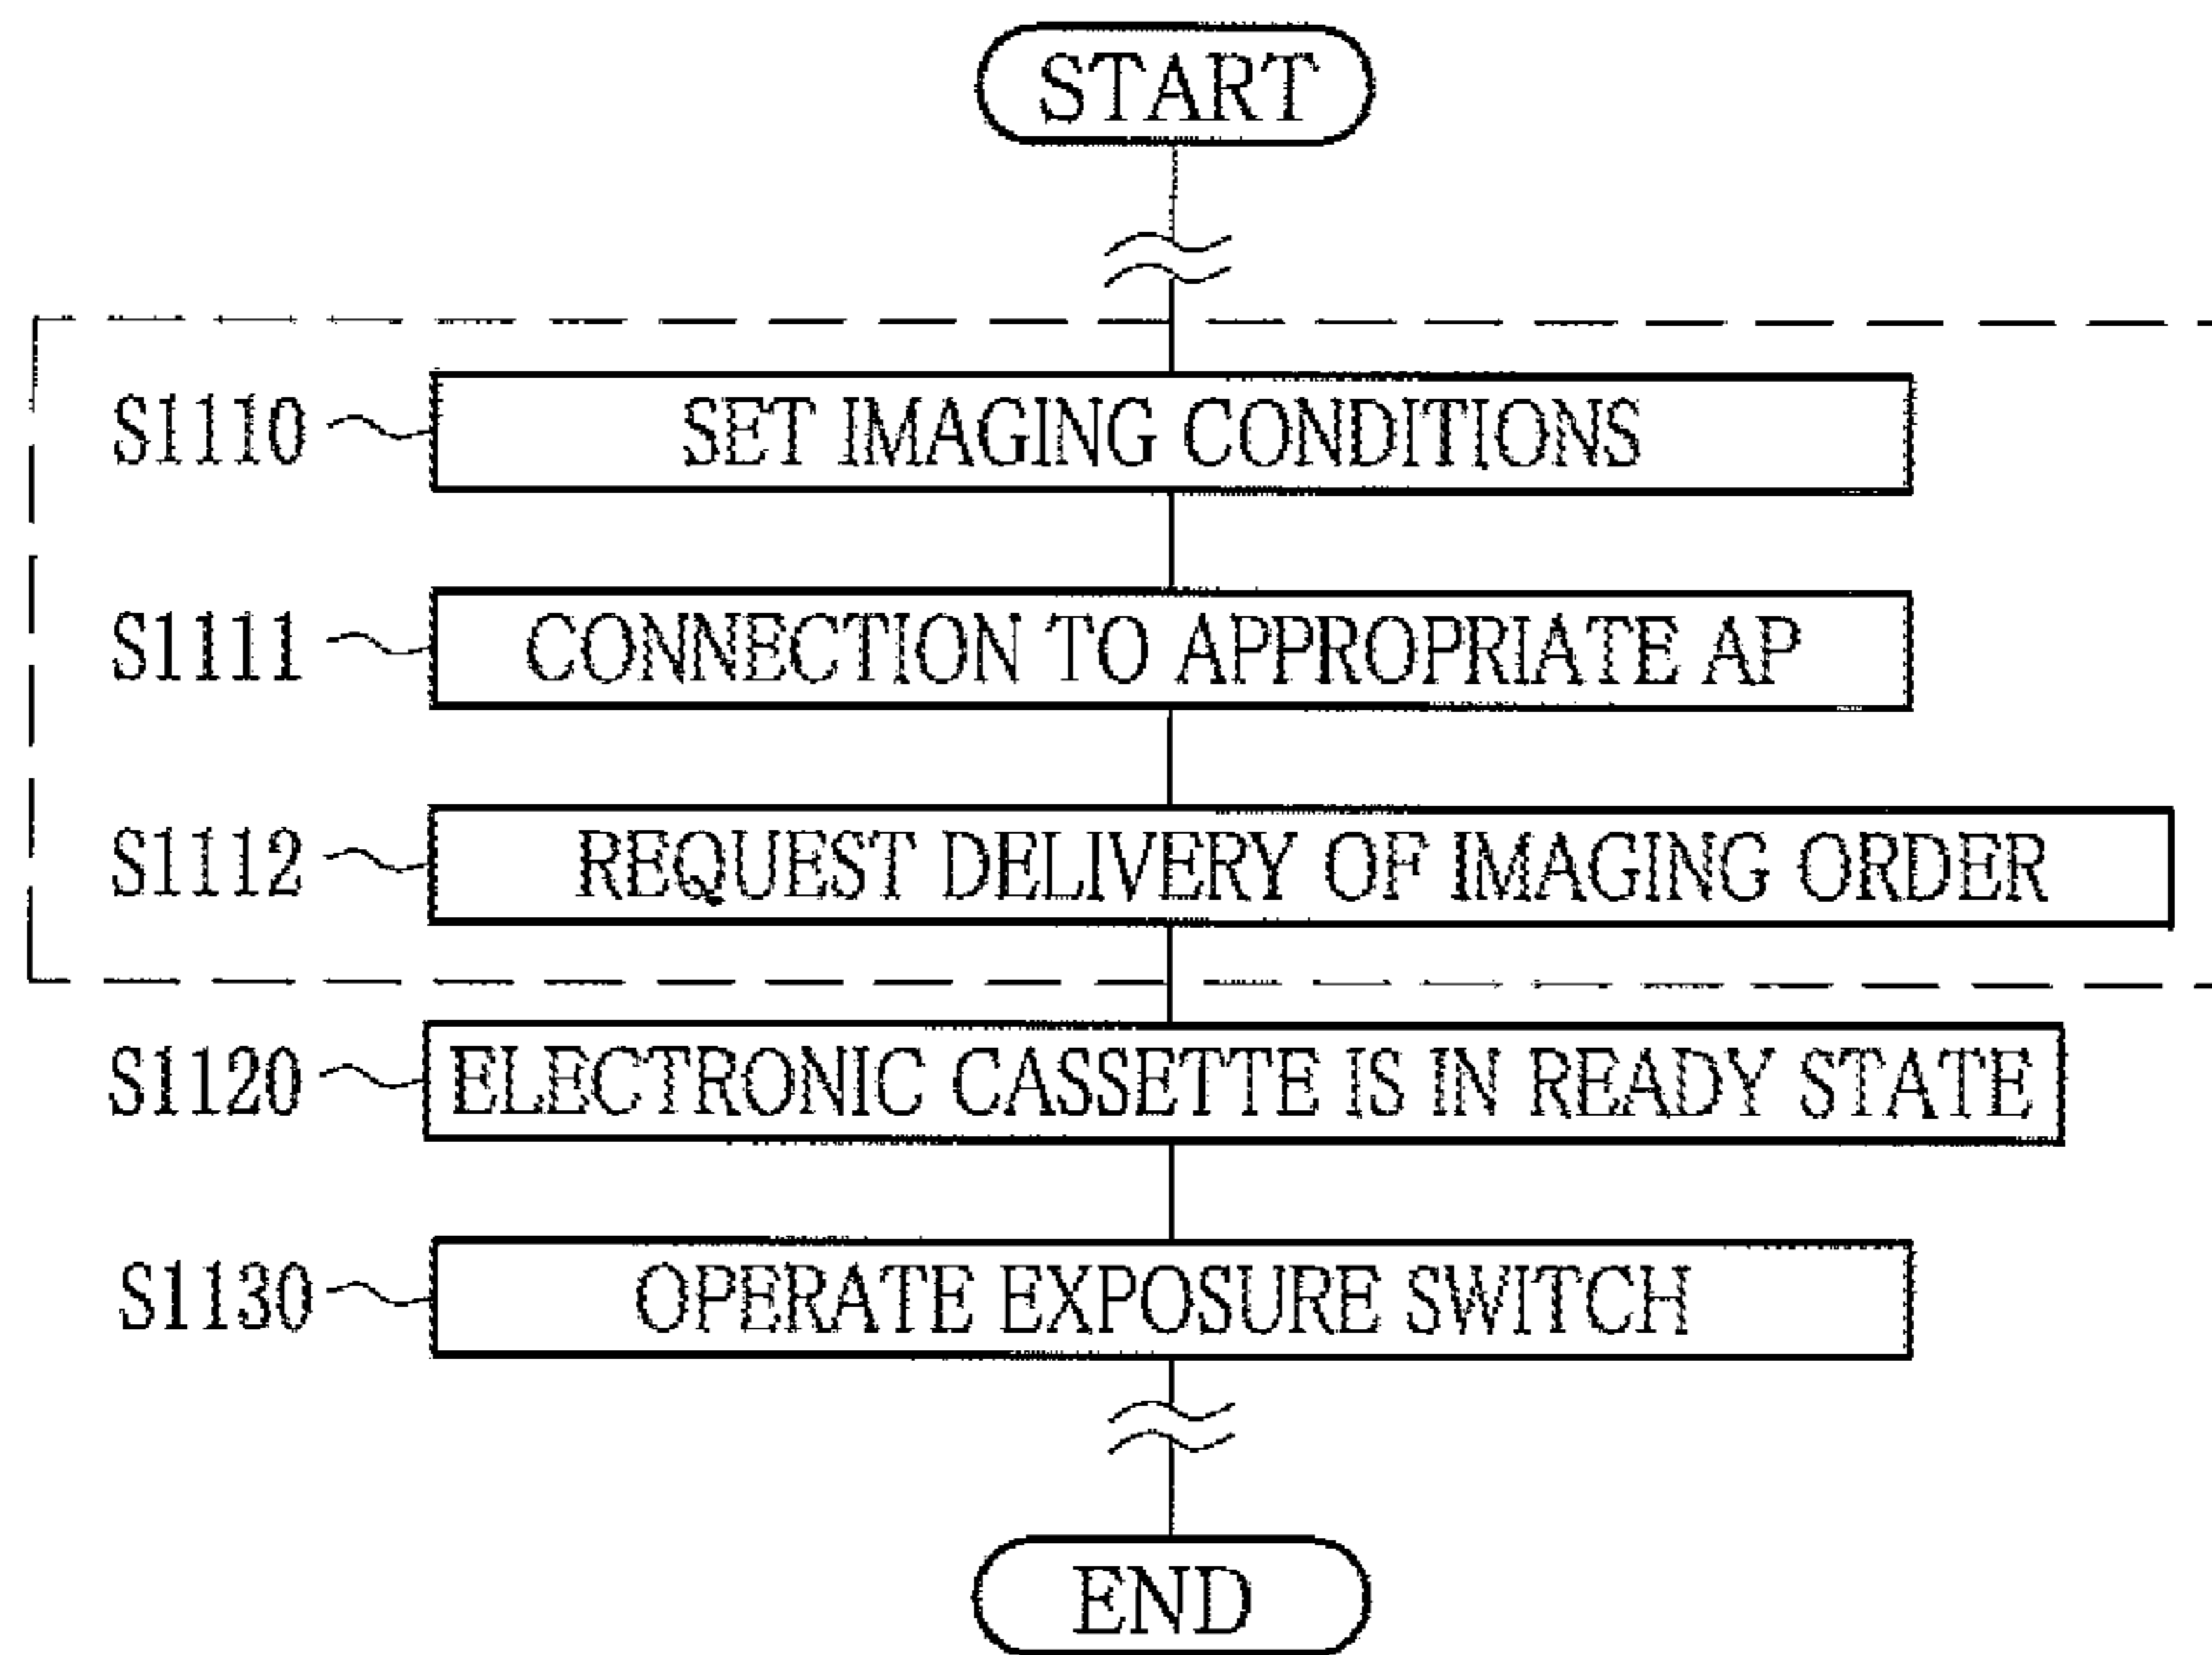 START
S1110 SET IMAGING CONDITIONS
S1111 CONNECTION TO APPROPRIATE AP
S1112 REQUEST DELIVERY OF IMAGING ORDER
S1120 ELECTRONIC CASSETTE IS IN READY STATE
S1130 OPERATE EXPOSURE SWITCH
END